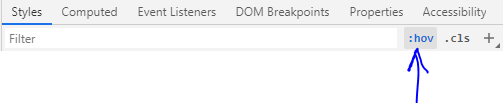 Styles Computed Event Listeners DOM Breakpoints Properties Accessibility
Filter :hov .cls +